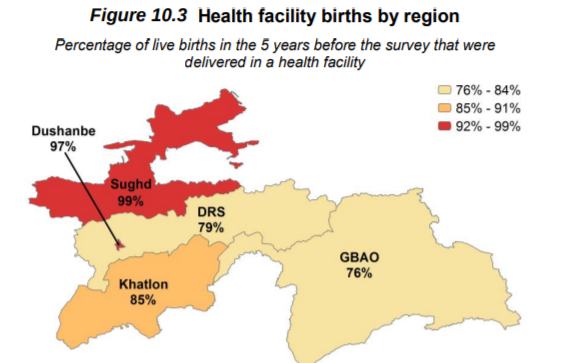 Figure 10.3 Health facility births by region
Percentage of live births in the 5 years before the survey that were
delivered in a health facility
76% - 84%
85% - 91%
92% - 99%
Dushanbe
97%
Sughd
99%
DRS
79%
GBAO
76%
Khatlon
85%